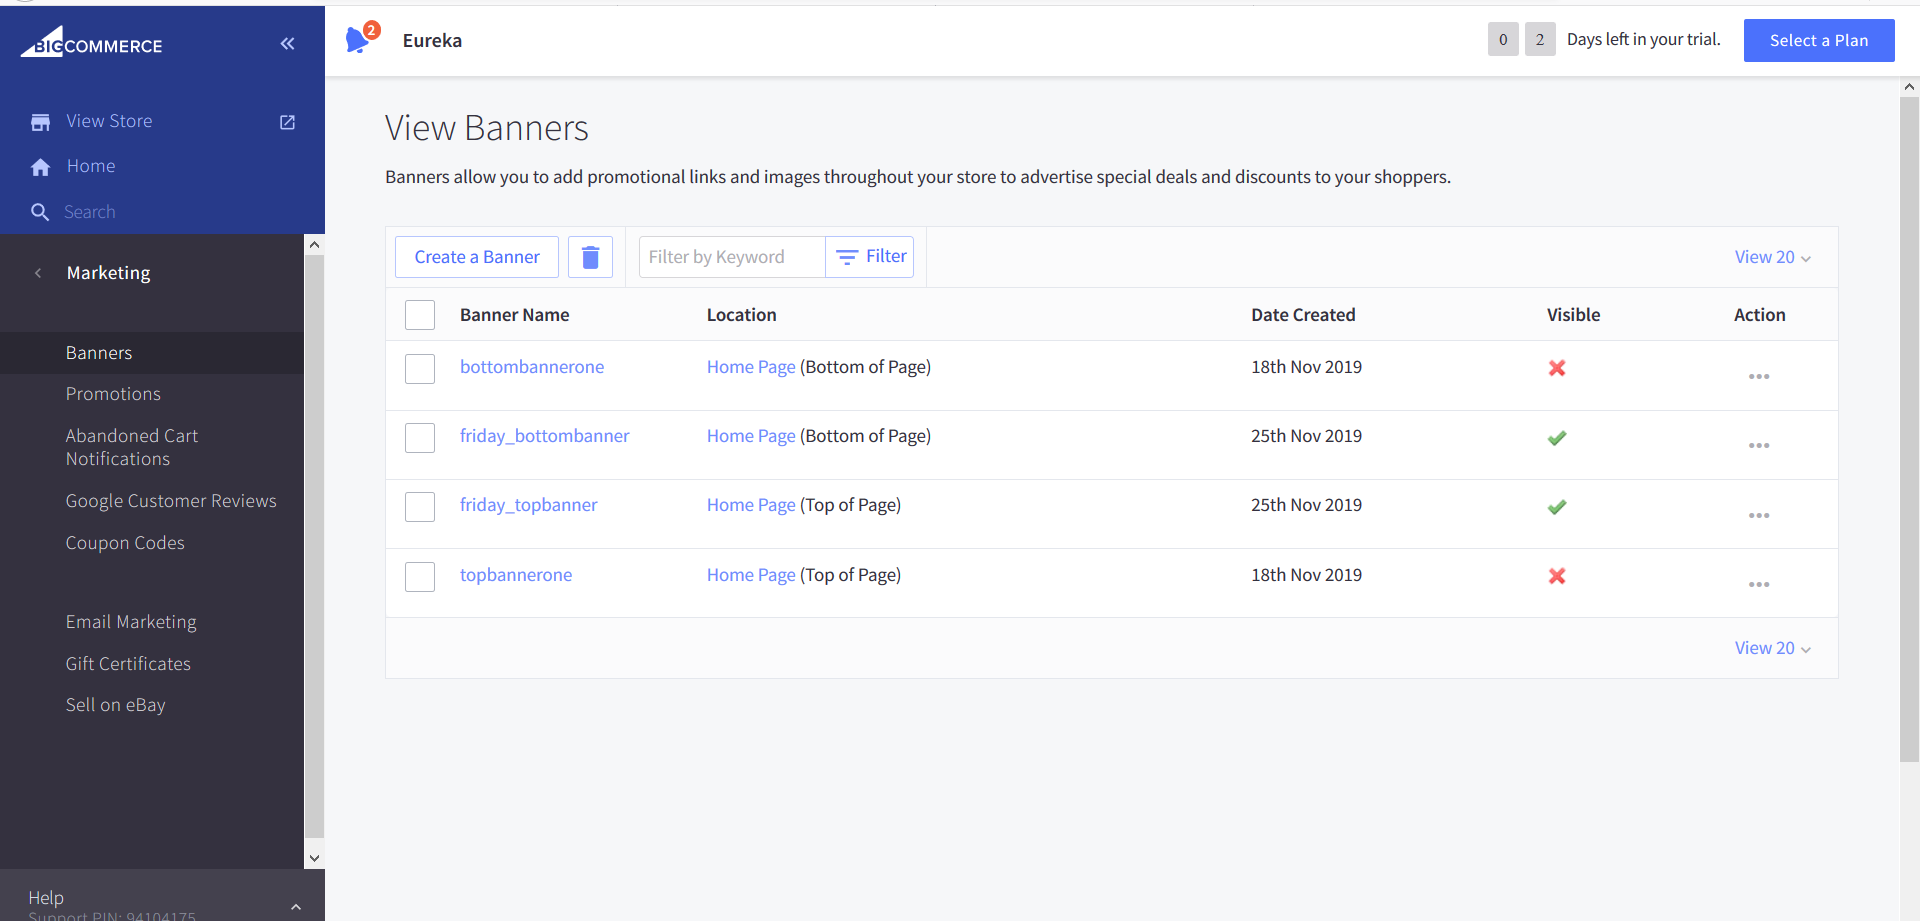 BIGCOMMERCE
2
Eureka
0 2 Days left in your trial.
Select a Plan
View Store
Home
Search
Marketing
Banners
Promotions
Abandoned Cart
Notifications
Google Customer Reviews
Coupon Codes
Email Marketing
Gift Certificates
Sell on eBay
Help
Support PIN: 94104175
View Banners
Banners allow you to add promotional links and images throughout your store to advertise special deals and discounts to your shoppers.
Create a Banner Filter by Keyword Filter View 20
Banner Name Location Date Created Visible Action
bottombannerone Home Page (Bottom of Page) 18th Nov 2019
friday_bottombanner Home Page (Bottom of Page) 25th Nov 2019
friday_topbanner Home Page (Top of Page) 25th Nov 2019
topbannerone Home Page (Top of Page) 18th Nov 2019
View 20